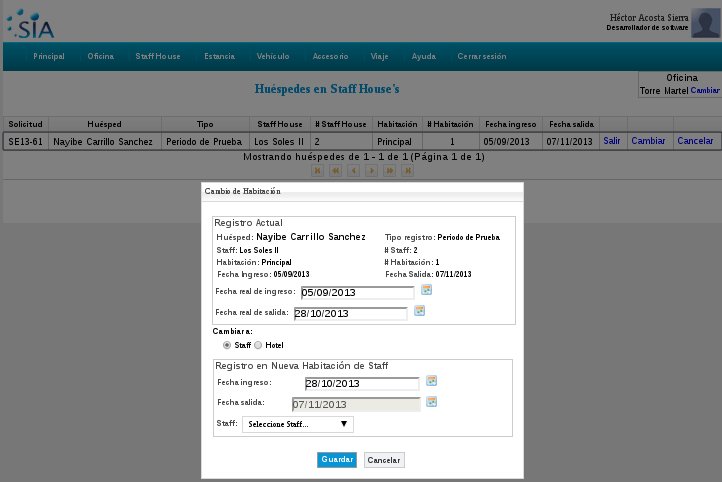 SIA
Héctor Acosta Sierra
Desarrollador de software
Principal Oficina Staff House Estancia Vehículo Accesorio Viaje Ayuda Cerrar sesión
Huéspedes en Staff House's
Oficina
Torre Martel Cambiar
Solicitud Huésped Tipo Staff House # Staff House Habitación # Habitación Fecha ingreso Fecha salida
SE13-61 Nayibe Carrillo Sanchez Periodo de Prueba Los Soles II 2 Principal 1 05/09/2013 07/11/2013 Salir Cambiar Cancelar
Mostrando huéspedes de 1 - 1 de 1 (Página 1 de 1)
Cambio de Habitación
Registro Actual
Huésped: Nayibe Carrillo Sanchez Tipo registro: Periodo de Prueba
Staff: Los Soles II # Staff: 2
Habitación: Principal # Habitación: 1
Fecha Ingreso: 05/09/2013 Fecha Salida: 07/11/2013
Fecha real de ingreso: 05/09/2013
Fecha real de salida: 28/10/2013
Cambiar a:
Staff Hotel
Registro en Nueva Habitación de Staff
Fecha ingreso: 28/10/2013
Fecha salida: 07/11/2013
Staff: Seleccione Staff...
Guardar Cancelar